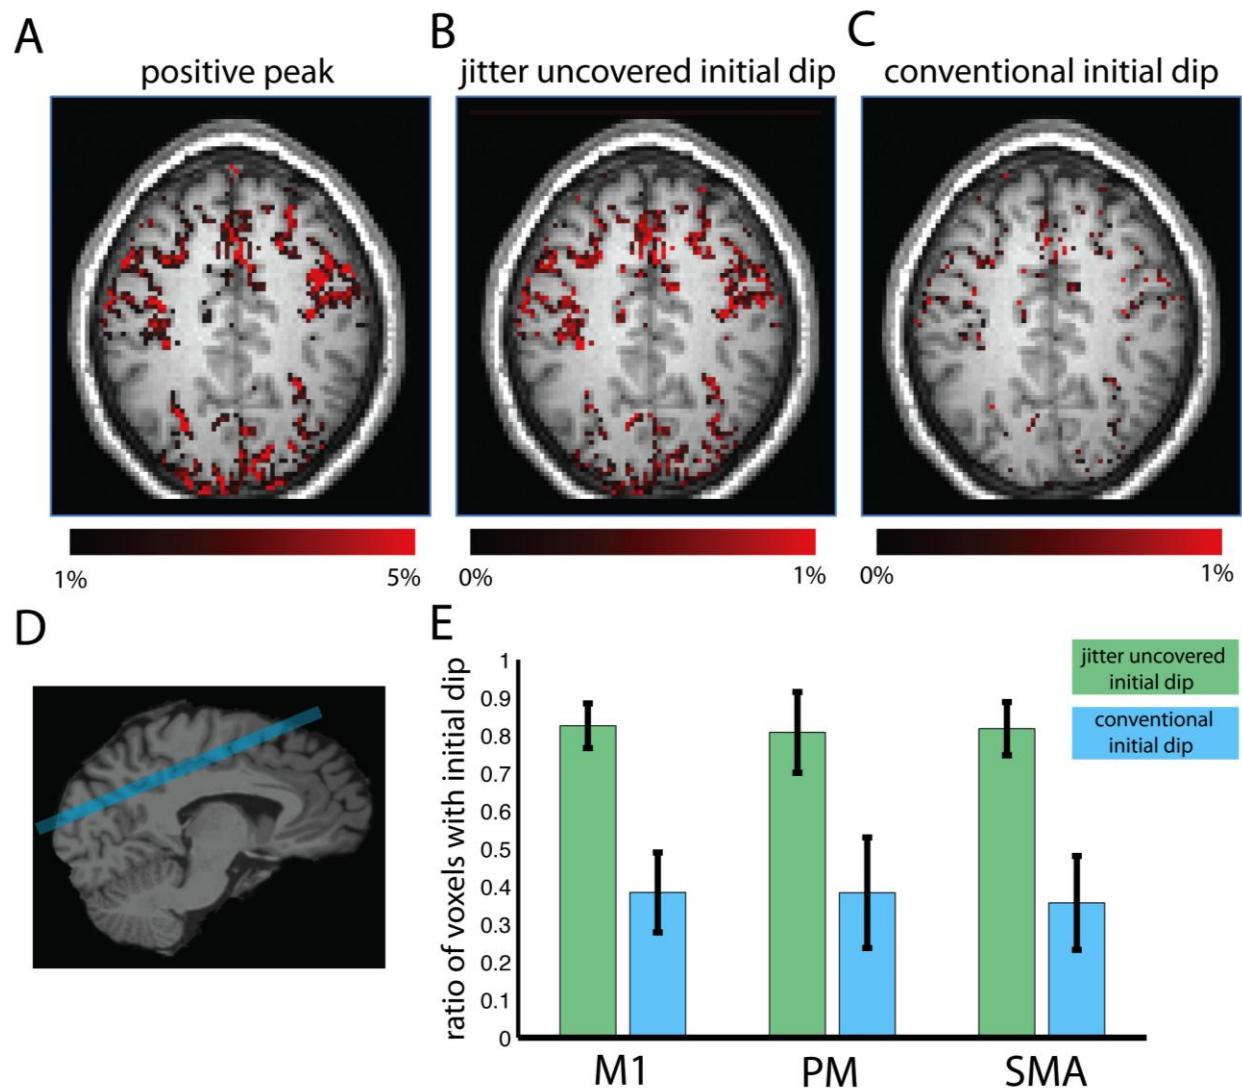 A
positive peak
1%
5%
B
jitter uncovered initial dip
0%
1%
C
conventional initial dip
0%
1%
D
E
ratio of voxels with initial dip
1
0.9
0.8
0.7
0.6
0.5
0.4
0.3
0.2
0.1
0
M1
PM
SMA
jitter uncovered
initial dip
conventional
initial dip